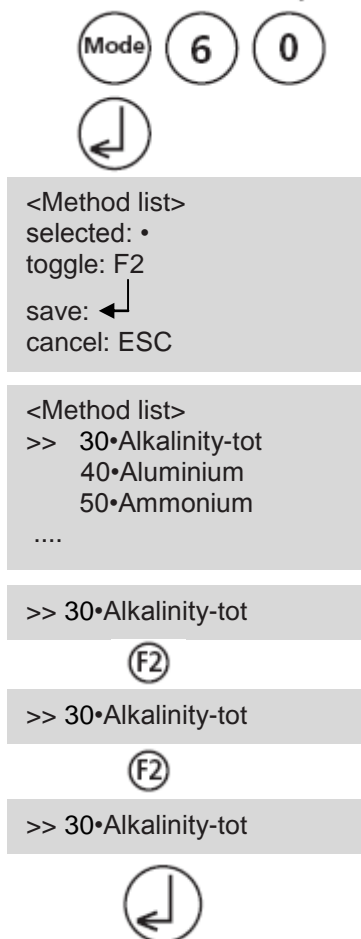 Mode 6 0
<Method list>
selected: •
toggle: F2
save:
cancel: ESC
<Method list>
>> 30•Alkalinity-tot
40•Aluminium
50•Ammonium
....
>> 30•Alkalinity-tot
F2
>> 30•Alkalinity-tot
F2
>> 30•Alkalinity-tot